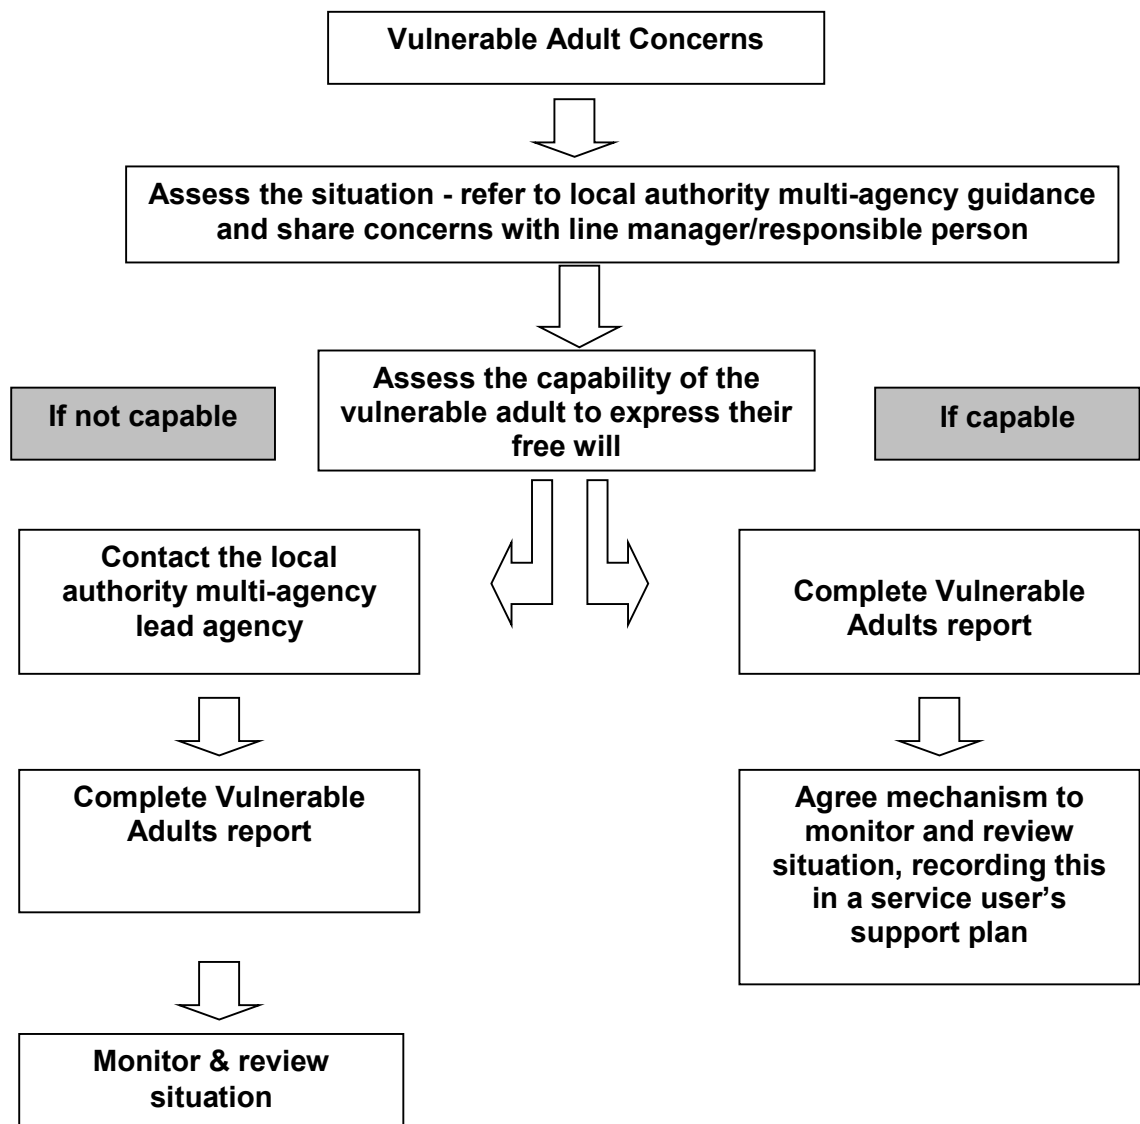 Vulnerable Adult Concerns
Assess the situation - refer to local authority multi-agency guidance
and share concerns with line manager/responsible person
Assess the capability of the
vulnerable adult to express their
free will
If not capable
If capable
Contact the local
authority multi-agency
lead agency
Complete Vulnerable
Adults report
Complete Vulnerable
Adults report
Agree mechanism to
monitor and review
situation, recording this
in a service user’s
support plan
Monitor & review
situation